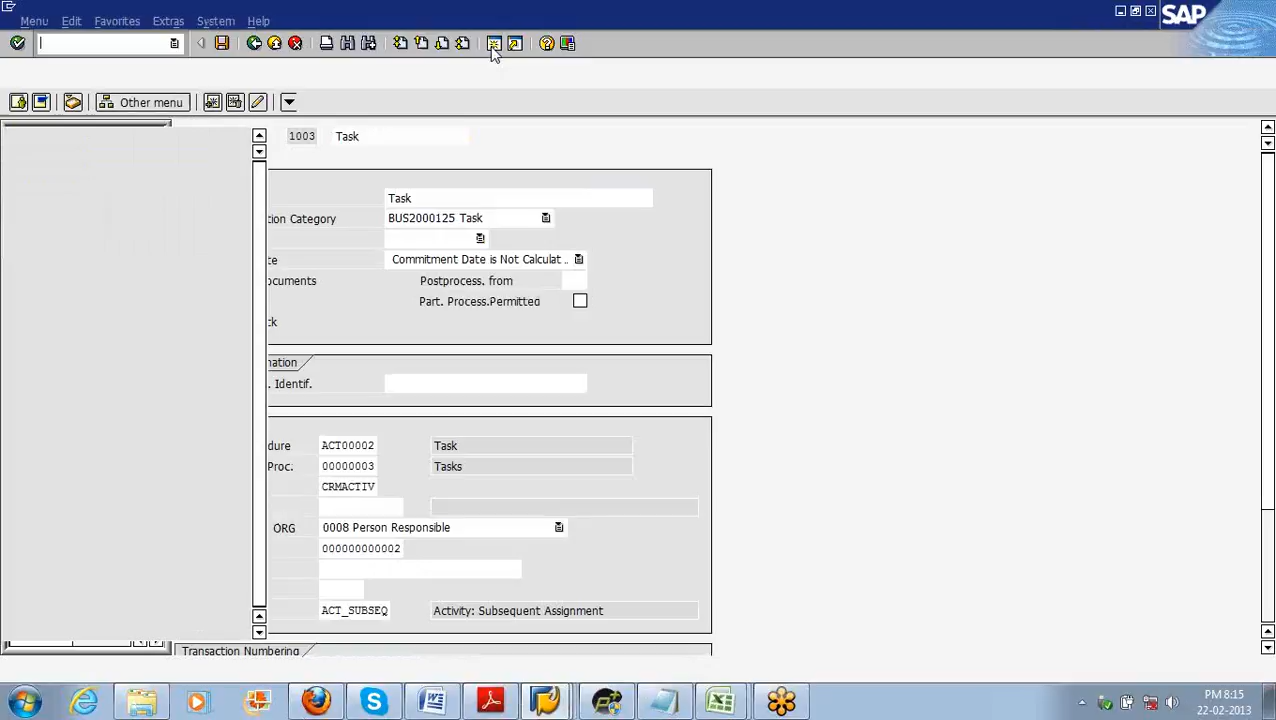 Menu Edit Favorites Extras System Help
SAP
Other menu
1003 Task
Task
tion Category BUS2000125 Task
te Commitment Date is Not Calculat ..
ocuments Postprocess. from
Part. Process.Permitted
ck
nation
. Identif.
dure ACT00002 Task
Proc. 00000003 Tasks
CRMACTIV
ORG 0008 Person Responsible
000000000002
ACT_SUBSEQ Activity: Subsequent Assignment
Transaction Numbering
PM 8:15
22-02-2013